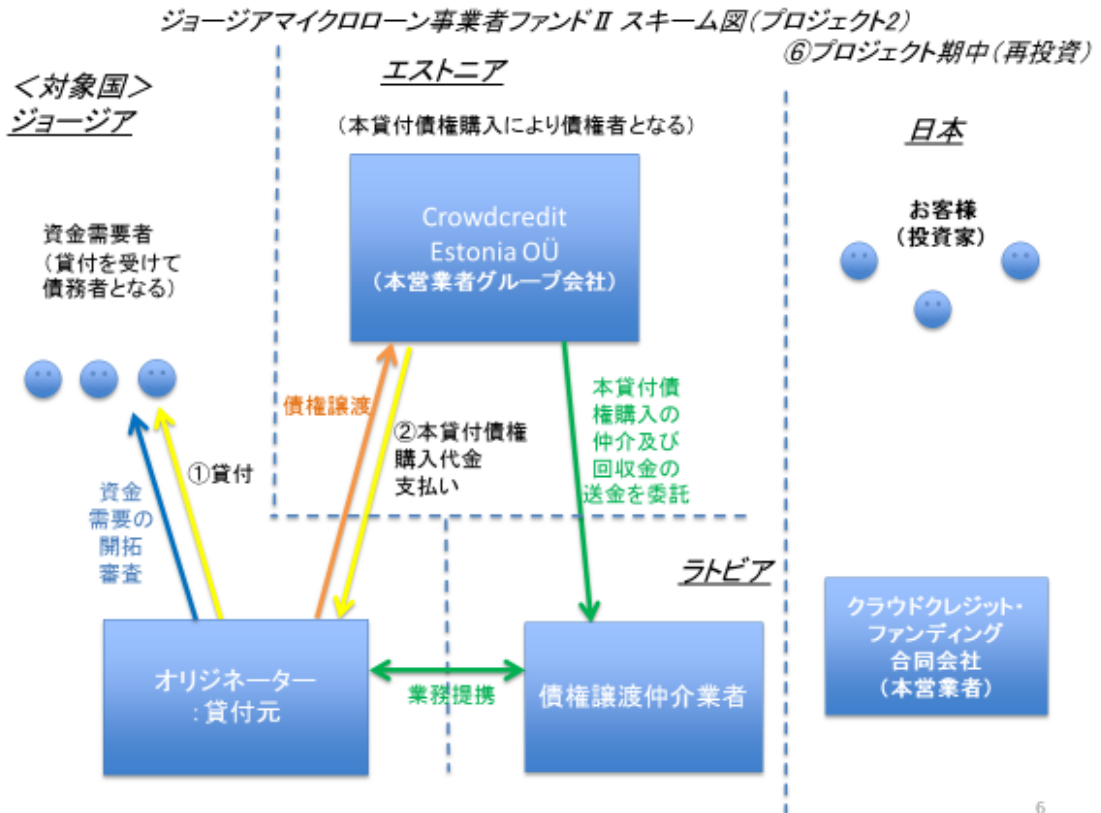 ジョージアマイクロローン事業者ファンドⅡ スキーム図(プロジェクト2)
⑥プロジェクト期中(再投資)
<対象国>
ジョージア
エストニア
(本貸付債権購入により債権者となる)
日本
Crowdcredit
Estonia OÜ
(本営業者グループ会社)
お客様
(投資家)
資金需要者
(貸付を受けて
債務者となる)
債権譲渡
②本貸付債権
購入代金
支払い
本貸付債
権購入の
仲介及び
回収金の
送金を委託
①貸付
資金
需要の
開拓
審査
ラトビア
オリジネーター
:貸付元
業務提携
債権譲渡仲介業者
クラウドクレジット・
ファンディング
合同会社
(本営業者)
6